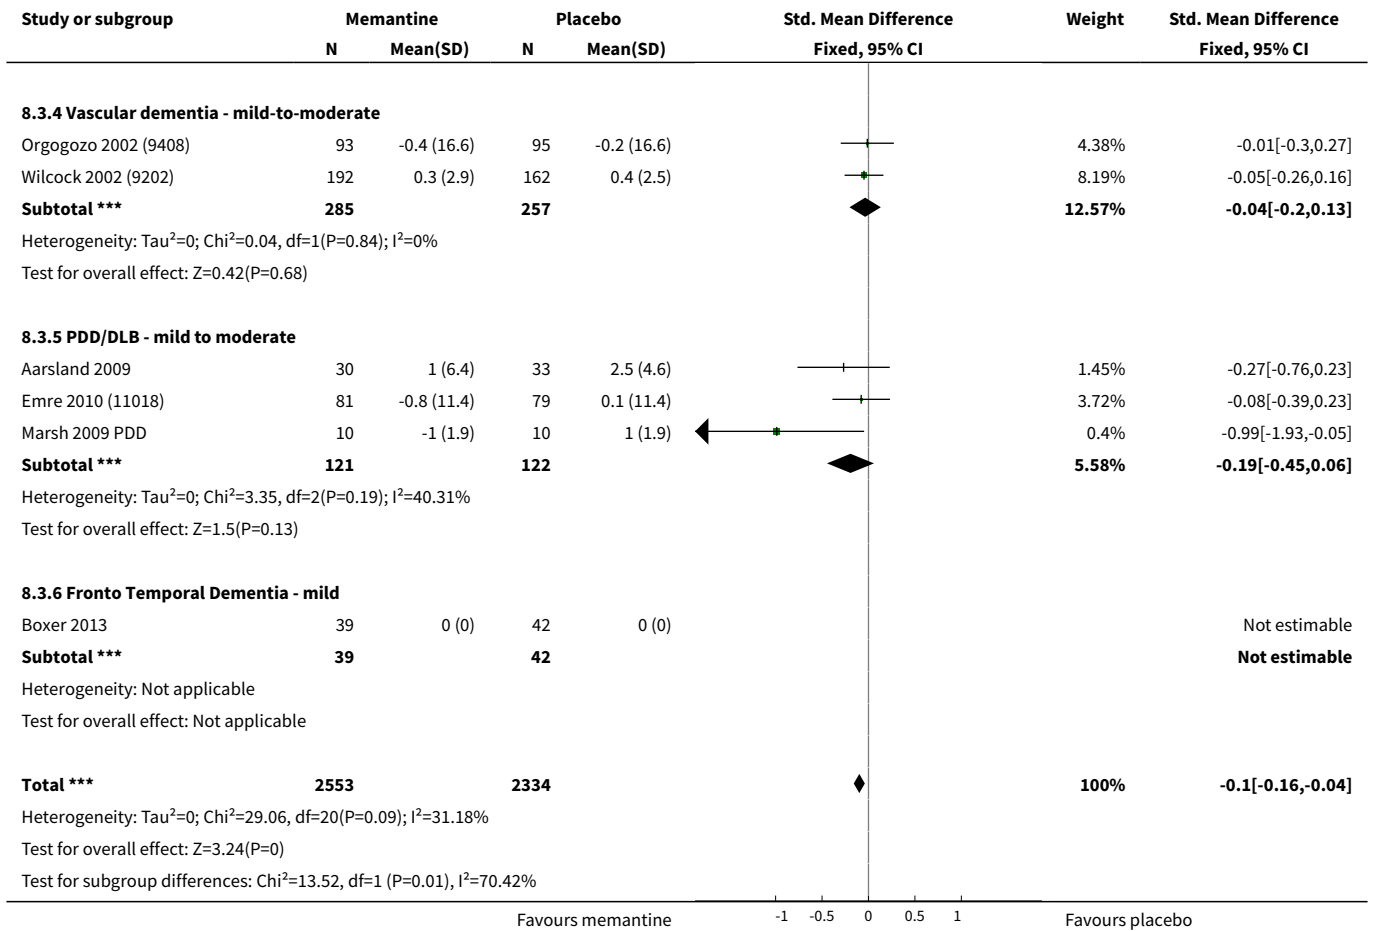 Study or subgroup Memantine Placebo Std. Mean Difference Weight Std. Mean Difference
N Mean(SD) N Mean(SD) Fixed, 95% CI Fixed, 95% CI
8.3.4 Vascular dementia - mild-to-moderate
Orgogozo 2002 (9408) 93 -0.4 (16.6) 95 -0.2 (16.6) 4.38% -0.01[-0.3,0.27]
Wilcock 2002 (9202) 192 0.3 (2.9) 162 0.4 (2.5) 8.19% -0.05[-0.26,0.16]
Subtotal *** 285 257 12.57% -0.04[-0.2,0.13]
Heterogeneity: Tau²=0; Chi²=0.04, df=1(P=0.84); I²=0%
Test for overall effect: Z=0.42(P=0.68)
8.3.5 PDD/DLB - mild to moderate
Aarsland 2009 30 1 (6.4) 33 2.5 (4.6) 1.45% -0.27[-0.76,0.23]
Emre 2010 (11018) 81 -0.8 (11.4) 79 0.1 (11.4) 3.72% -0.08[-0.39,0.23]
Marsh 2009 PDD 10 -1 (1.9) 10 1 (1.9) 0.4% -0.99[-1.93,-0.05]
Subtotal *** 121 122 5.58% -0.19[-0.45,0.06]
Heterogeneity: Tau²=0; Chi²=3.35, df=2(P=0.19); I²=40.31%
Test for overall effect: Z=1.5(P=0.13)
8.3.6 Fronto Temporal Dementia - mild
Boxer 2013 39 0 (0) 42 0 (0) Not estimable
Subtotal *** 39 42 Not estimable
Heterogeneity: Not applicable
Test for overall effect: Not applicable
Total *** 2553 2334 100% -0.1[-0.16,-0.04]
Heterogeneity: Tau²=0; Chi²=29.06, df=20(P=0.09); I²=31.18%
Test for overall effect: Z=3.24(P=0)
Test for subgroup differences: Chi²=13.52, df=1 (P=0.01), I²=70.42%
Favours memantine -1 -0.5 0 0.5 1 Favours placebo